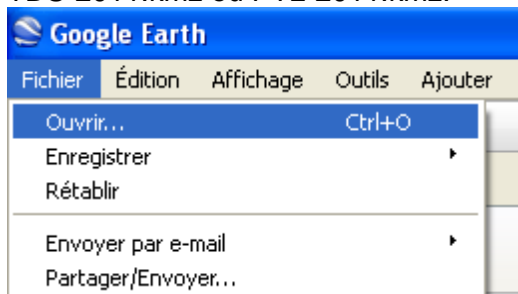 Google Earth
Fichier Édition Affichage Outils Ajouter
Ouvrir... Ctrl+O
Enregistrer
Rétablir
Envoyer par e-mail
Partager/Envoyer...